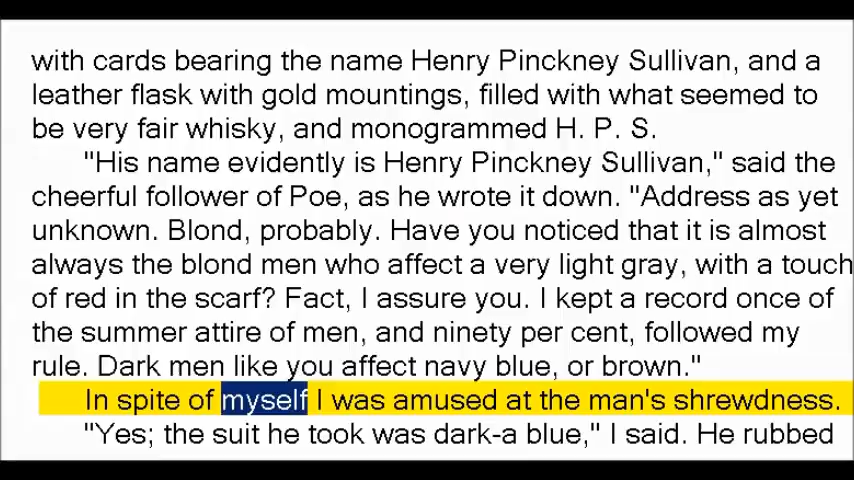 with cards bearing the name Henry Pinckney Sullivan, and a
leather flask with gold mountings, filled with what seemed to
be very fair whisky, and monogrammed H. P. S.
"His name evidently is Henry Pinckney Sullivan," said the
cheerful follower of Poe, as he wrote it down. "Address as yet
unknown. Blond, probably. Have you noticed that it is almost
always the blond men who affect a very light gray, with a touch
of red in the scarf? Fact, I assure you. I kept a record once of
the summer attire of men, and ninety per cent, followed my
rule. Dark men like you affect navy blue, or brown."
In spite of myself I was amused at the man's shrewdness.
"Yes; the suit he took was dark-a blue," I said. He rubbed